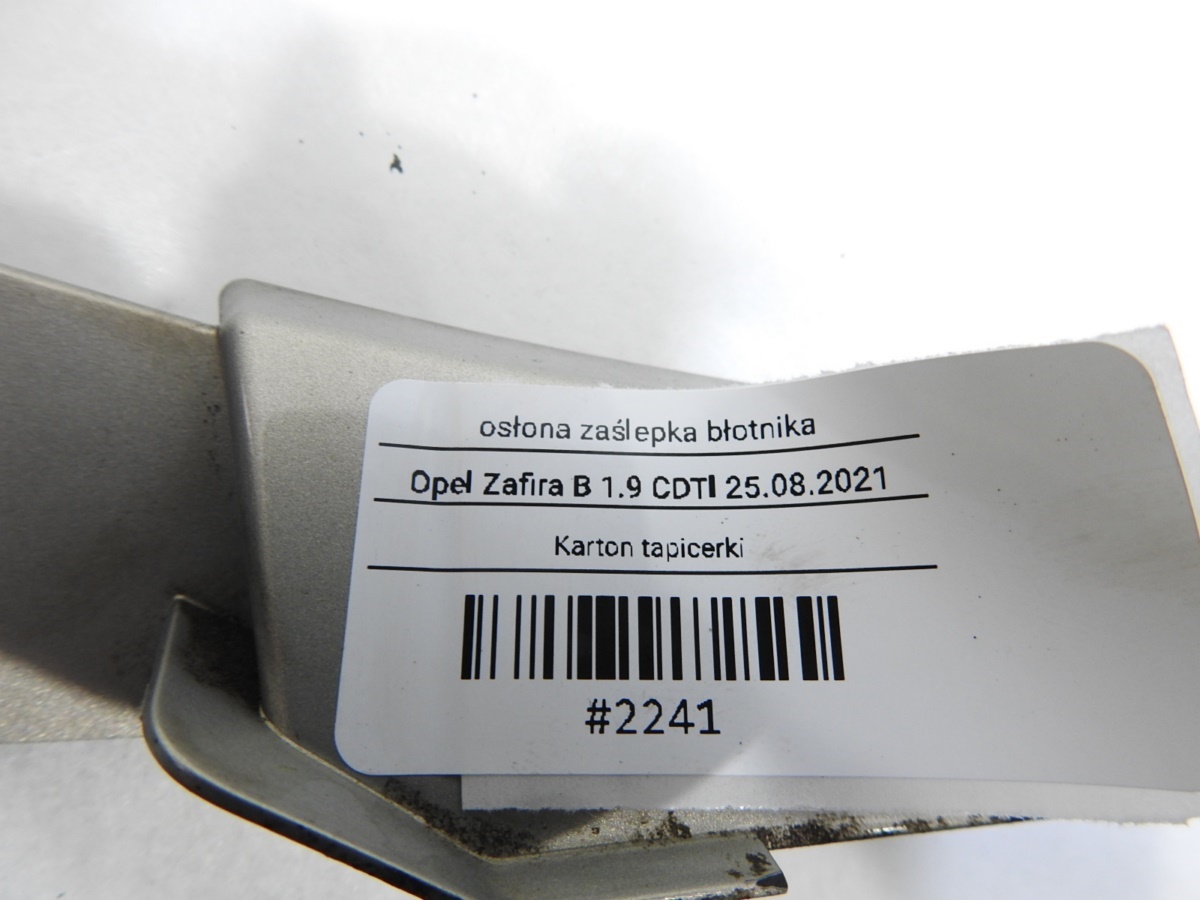 osłona zaślepka błotnika
Opel Zafira B 1.9 CDTI 25.08.2021
Karton tapicerki
#2241